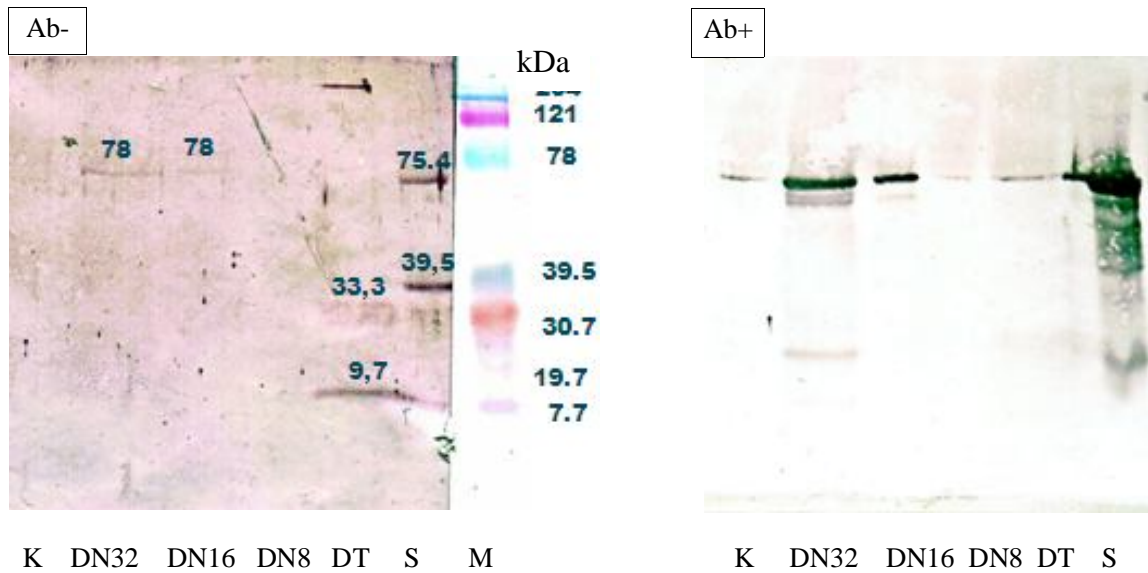 Ab-
Ab+
kDa
121
78 78 78
75.4
39,5 39.5
33,3
30.7
9,7
19.7
7.7
K DN32 DN16 DN8 DT S M
K DN32 DN16 DN8 DT S